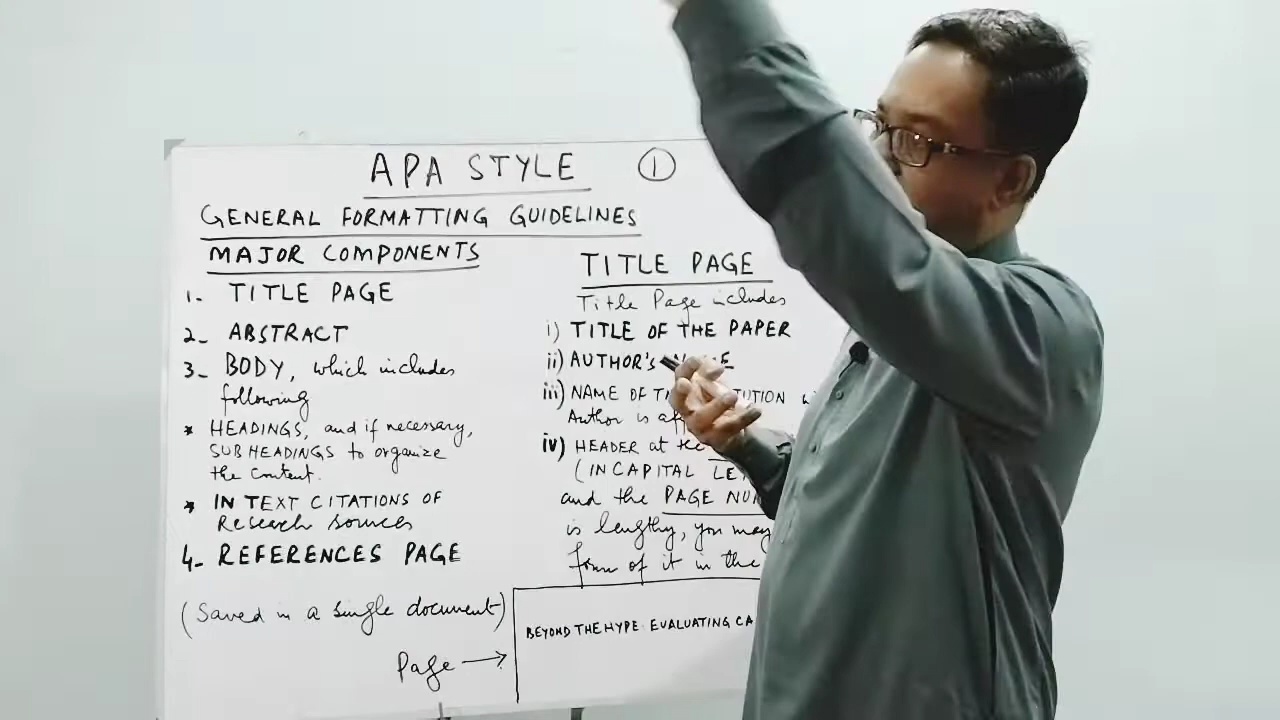 APA STYLE 1
GENERAL FORMATTING GUIDELINES
MAJOR COMPONENTS
1. TITLE PAGE
2. ABSTRACT
3. BODY, which includes
following
* HEADINGS, and if necessary,
SUBHEADINGS to organize
the content.
* IN TEXT CITATIONS OF
Research sources
4. REFERENCES PAGE
(Saved in a single document)
Page →
TITLE PAGE
Title Page includes
i) TITLE OF THE PAPER
ii) AUTHOR'S
iii) NAME OF
Author is
iv) HEADER at the
(IN CAPITAL
and the PAGE
is lengthy, you may
form of it in the
BEYOND THE HYPE: EVALUATING